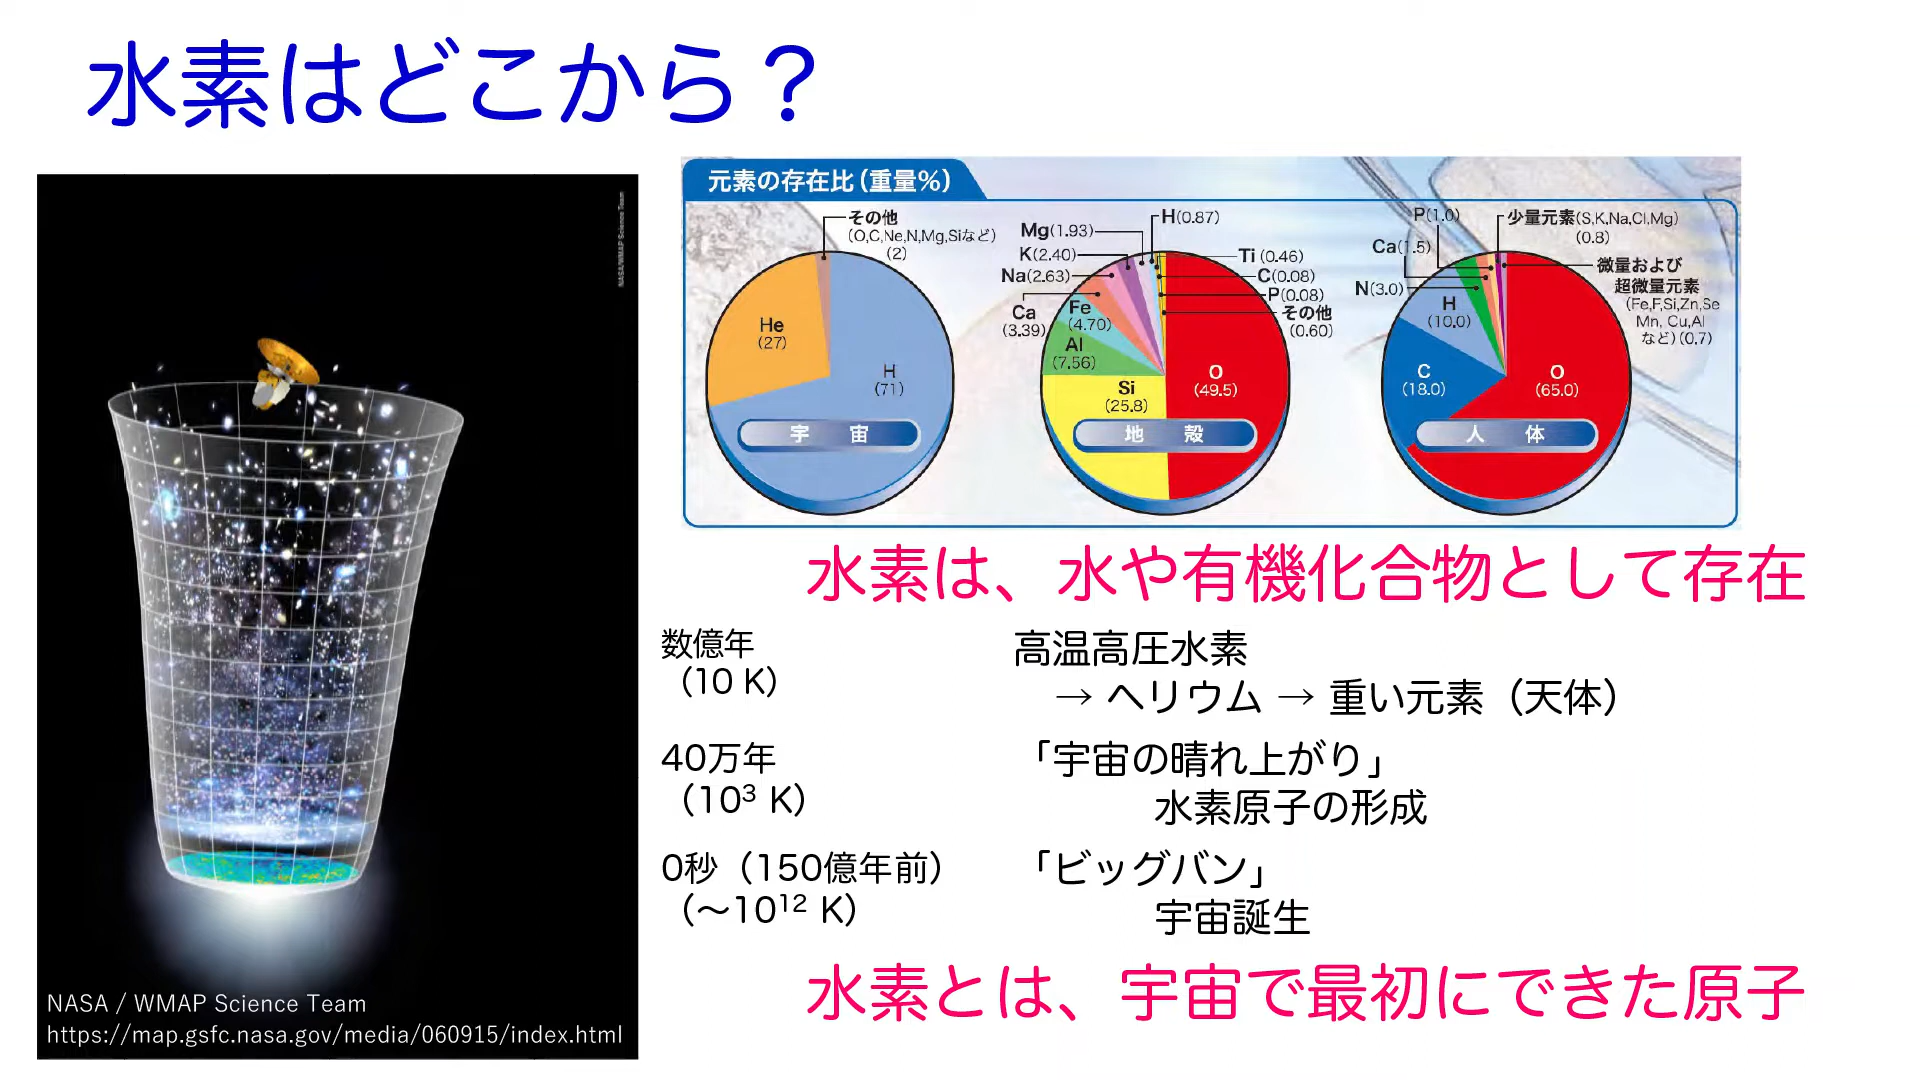 水素はどこから？
NASA/WMAP Science Team
NASA / WMAP Science Team
https://map.gsfc.nasa.gov/media/060915/index.html
元素の存在比（重量%）
その他
（O,C,Ne,N,Mg,Siなど）
(2)
He
(27)
H
(71)
宇 宙
H(0.87)
Mg(1.93)
K(2.40)
Na(2.63)
Ca
(3.39)
Fe
(4.70)
Al
(7.56)
Si
(25.8)
O
(49.5)
Ti (0.46)
C(0.08)
P(0.08)
その他
(0.60)
地 殻
P(1.0)
Ca(1.5)
N(3.0)
H
(10.0)
C
(18.0)
O
(65.0)
少量元素(S,K,Na,Cl,Mg)
(0.8)
微量および
超微量元素
(Fe,F,Si,Zn,Se
Mn, Cu,Al
など)(0.7)
人 体
水素は、水や有機化合物として存在
数億年
（10 K）
高温高圧水素
→ ヘリウム → 重い元素（天体）
40万年
（10³ K）
「宇宙の晴れ上がり」
水素原子の形成
0秒（150億年前）
（～10¹² K）
「ビッグバン」
宇宙誕生
水素とは、宇宙で最初にできた原子